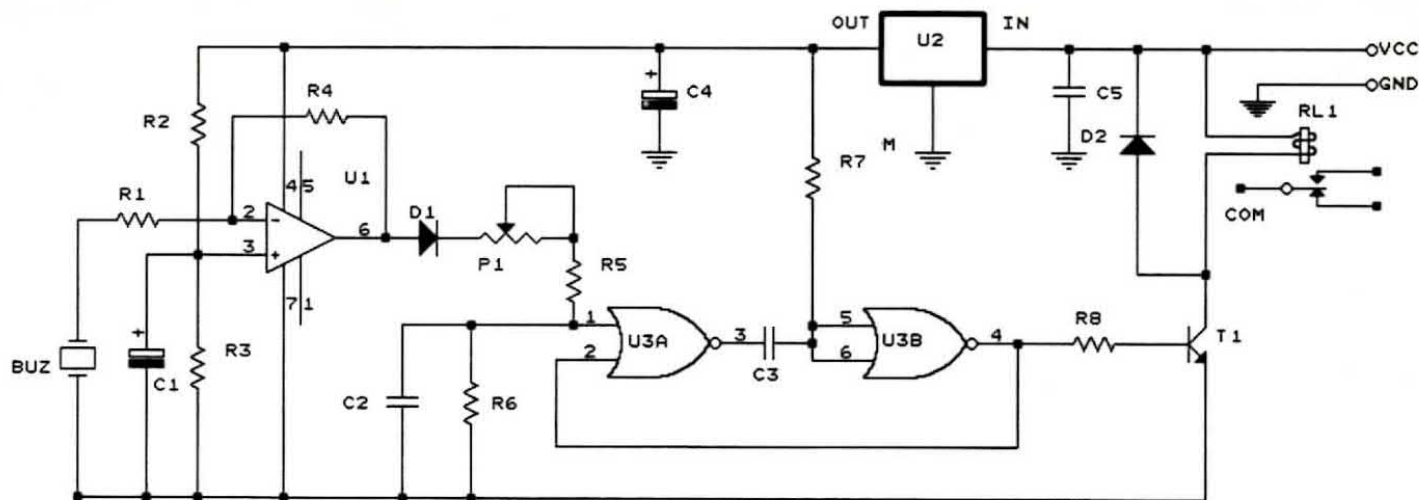 OUT
U2
IN
VCC
GND
R4
C4
C5
RL1
R2
D2
M
R7
4 5
U1
R1
2
D1
COM
3
6
P1
R5
7 1
1
5
3
4
R8
T1
U3A
U3B
2
6
R3
C3
BUZ
C1
C2
R6
+
+
+
-